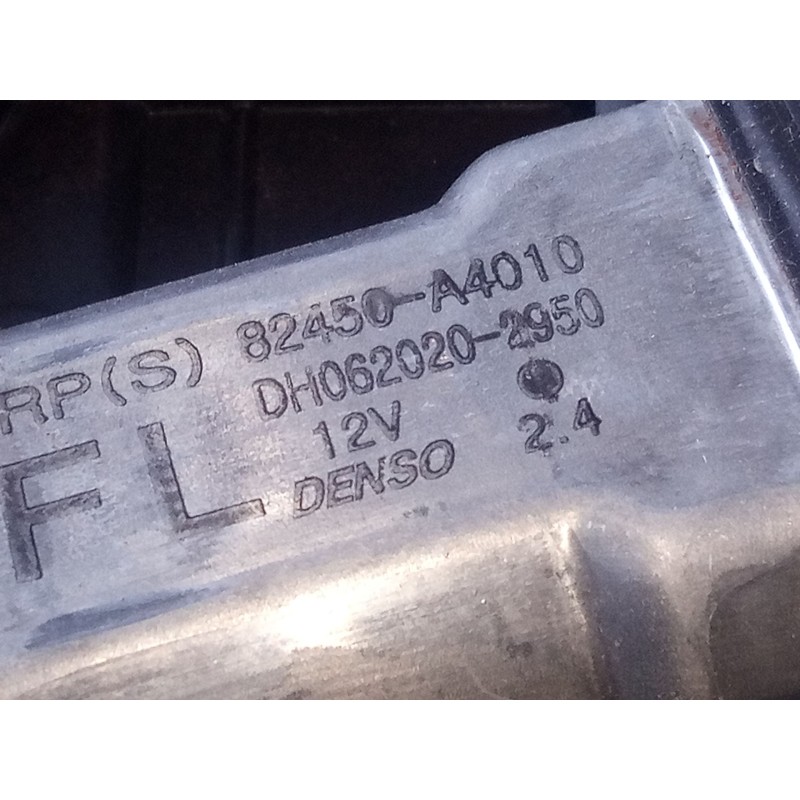 RP(S) 82450-A4010
DH062020-2950
FL 12V
DENSO 2.4